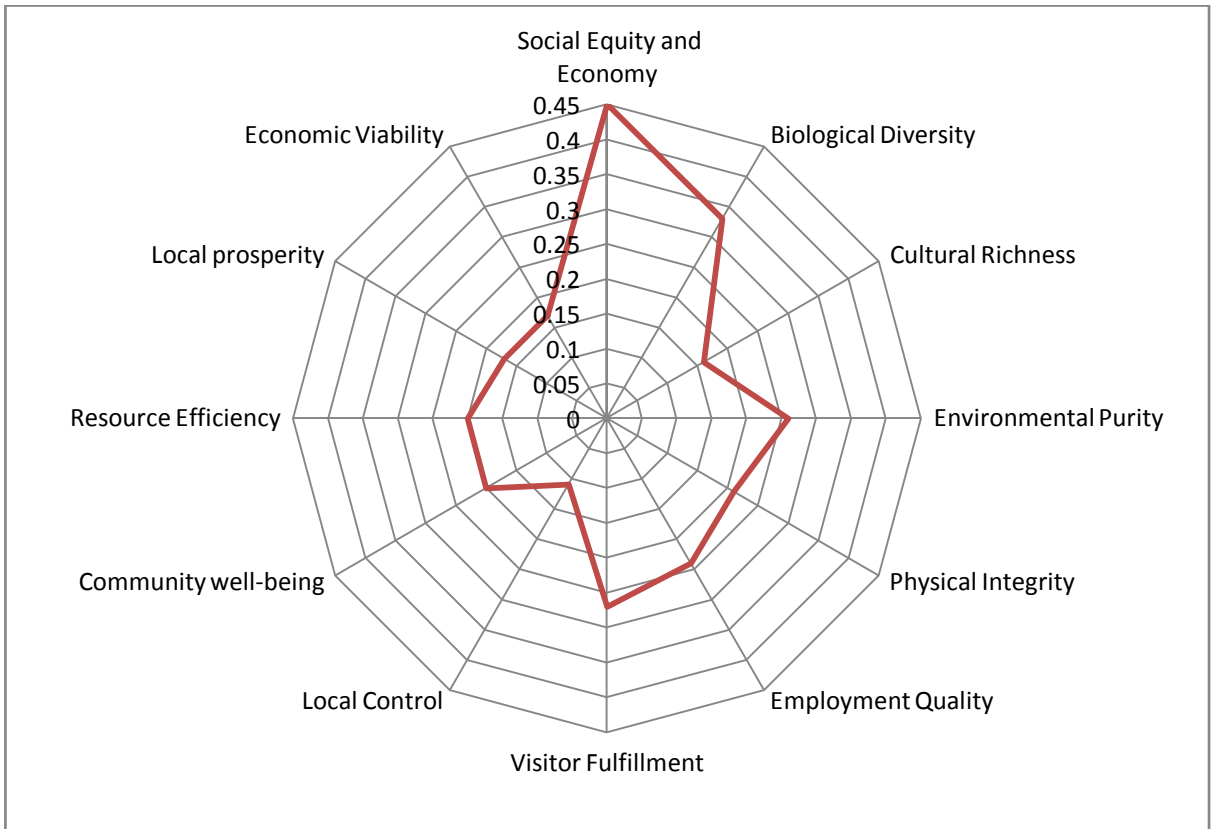 Social Equity and
Economy
0.45
0.4
0.35
0.3
0.25
0.2
0.15
0.1
0.05
0
Biological Diversity
Cultural Richness
Environmental Purity
Physical Integrity
Employment Quality
Visitor Fulfillment
Local Control
Community well-being
Resource Efficiency
Local prosperity
Economic Viability